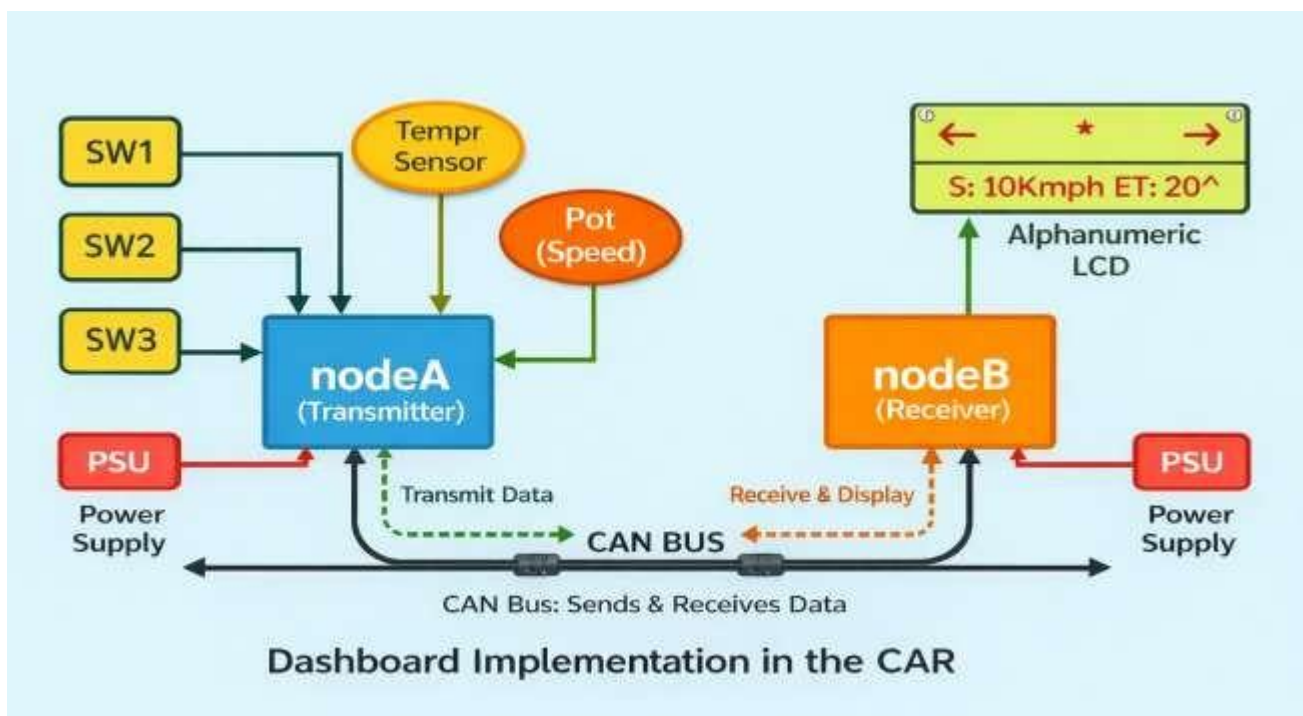 SW1
SW2
SW3
Tempr
Sensor
Pot
(Speed)
← * →
S: 10Kmph ET: 20^
Alphanumeric
LCD
nodeA
(Transmitter)
nodeB
(Receiver)
PSU
Power
Supply
PSU
Power
Supply
Transmit Data
Receive & Display
CAN BUS
CAN Bus: Sends & Receives Data
Dashboard Implementation in the CAR